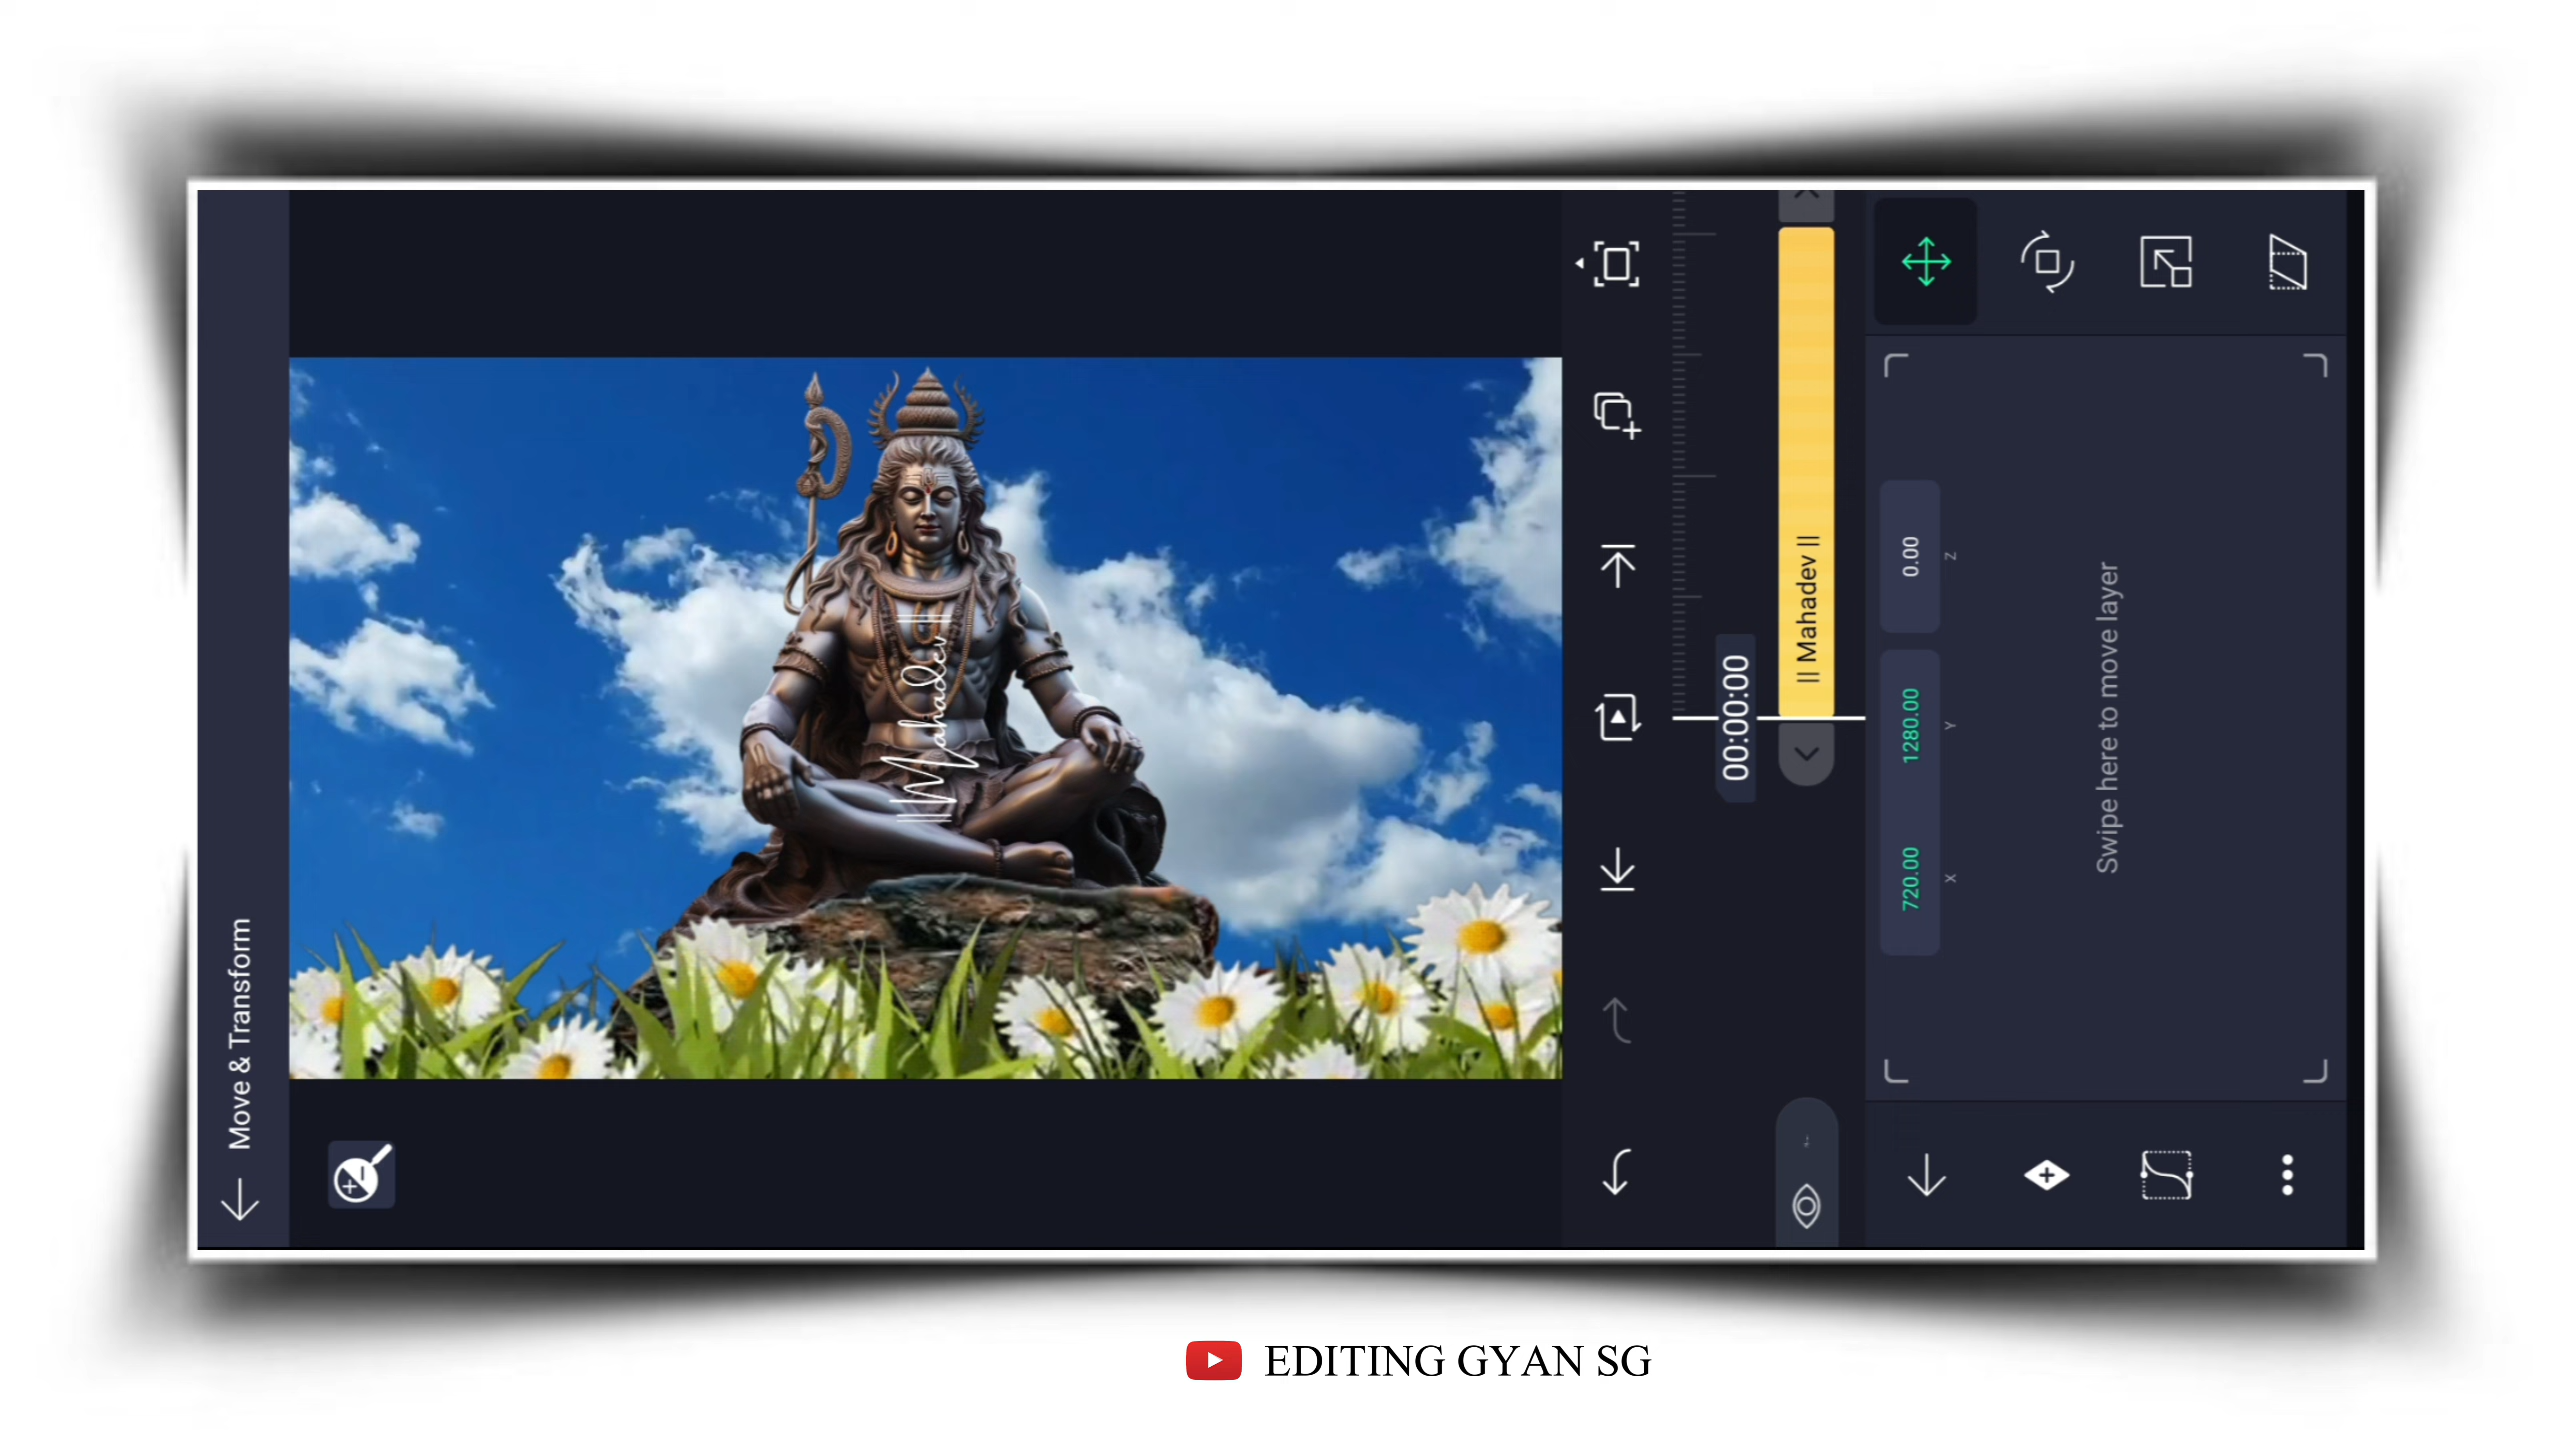 Move & Transform
|| Mahadev ||
00:00:00
|| Mahadev ||
720.00 1280.00 0.00
X Y Z
Swipe here to move layer
EDITING GYAN SG